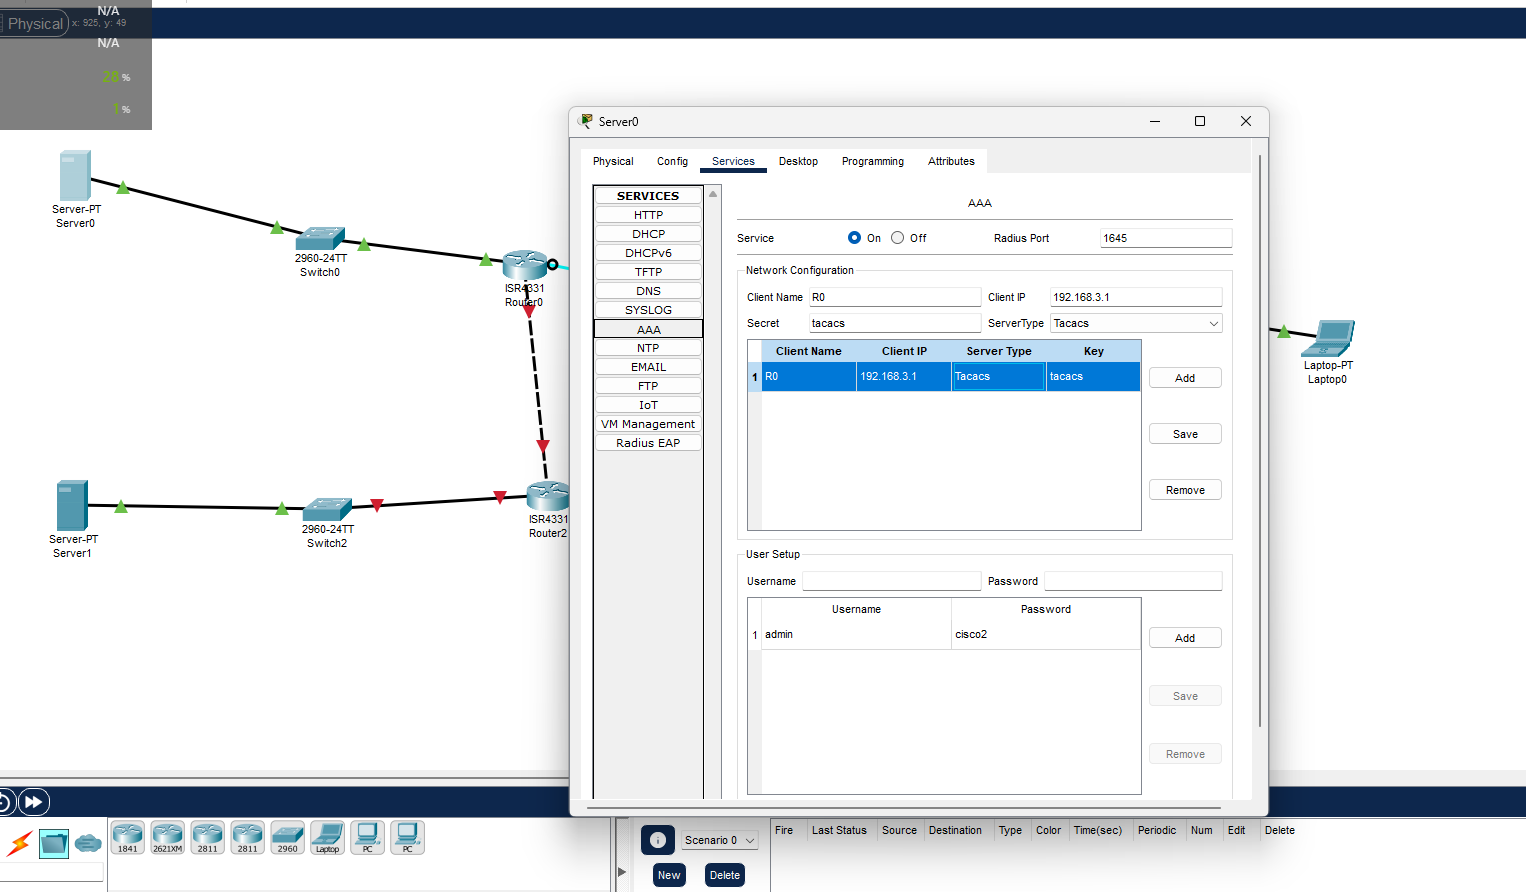 N/A
Physical x: 925, y: 49
N/A
28 %
1 %
Server-PT
Server0
2960-24TT
Switch0
ISR4331
Router0
Server-PT
Server1
2960-24TT
Switch2
ISR4331
Router2
Laptop-PT
Laptop0
Server0
Physical Config Services Desktop Programming Attributes
SERVICES
HTTP
DHCP
DHCPv6
TFTP
DNS
SYSLOG
AAA
NTP
EMAIL
FTP
IoT
VM Management
Radius EAP
AAA
Service On Off Radius Port 1645
Network Configuration
Client Name R0 Client IP 192.168.3.1
Secret tacacs ServerType Tacacs
Client Name Client IP Server Type Key
1 R0 192.168.3.1 Tacacs tacacs
Add
Save
Remove
User Setup
Username Password
Username Password
1 admin cisco2
Add
Save
Remove
1841 2621XM 2811 2811 2960 Laptop PC PC
Scenario 0
New Delete
Fire Last Status Source Destination Type Color Time(sec) Periodic Num Edit Delete